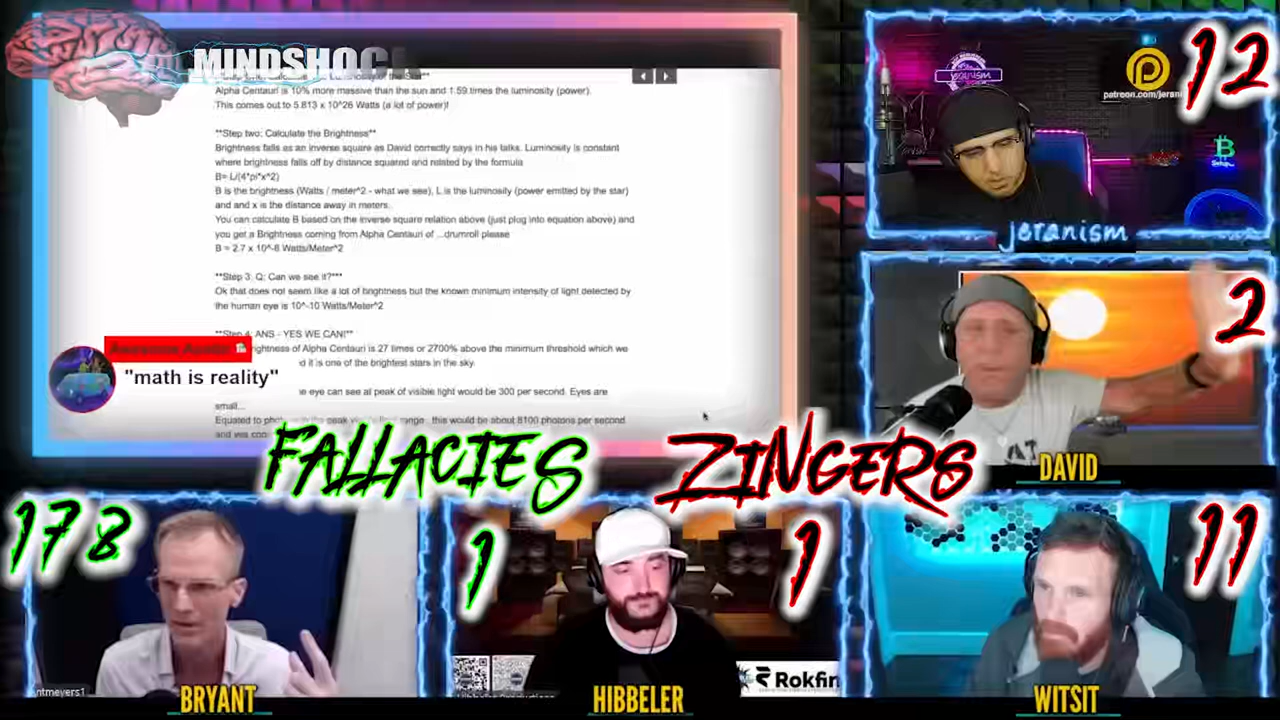 MINDSHOCK
Alpha Centauri is 10% more massive than the sun and 1.59 times the luminosity (power).
This comes out to 5.813 x 10^26 Watts (a lot of power)!
**Step two: Calculate the Brightness**
Brightness falls as an inverse square as David correctly says in his talks. Luminosity is constant
where brightness falls off by distance squared and related by the formula
B= L/(4*pi*x^2)
B is the brightness (Watts / meter^2 - what we see), L is the luminosity (power emitted by the star)
and and x is the distance away in meters.
You can calculate B based on the inverse square relation above (just plug into equation above) and
you get a Brightness coming from Alpha Centauri of ...drumroll please
B = 2.7 x 10^-8 Watts/Meter^2
**Step 3: Q: Can we see it?***
Ok that does not seem like a lot of brightness but the known minimum intensity of light detected by
the human eye is 10^-10 Watts/Meter^2
**Step 4: ANS - YES WE CAN!**
rightness of Alpha Centauri is 27 times or 2700% above the minimum threshold which we
d it is one of the brightest stars in the sky.
"math is reality"
e eye can see at peak of visible light would be 300 per second. Eyes are
small...
Equated to
this would be about 8100 photons per second
jeranism
patreon.com/jerani
Setup...
12
jeranism
2
DAVID
FALLACIES
ZINGERS
178
1
1
11
ntmeyers1
Rokfin
BRYANT
HIBBELER
WITSIT